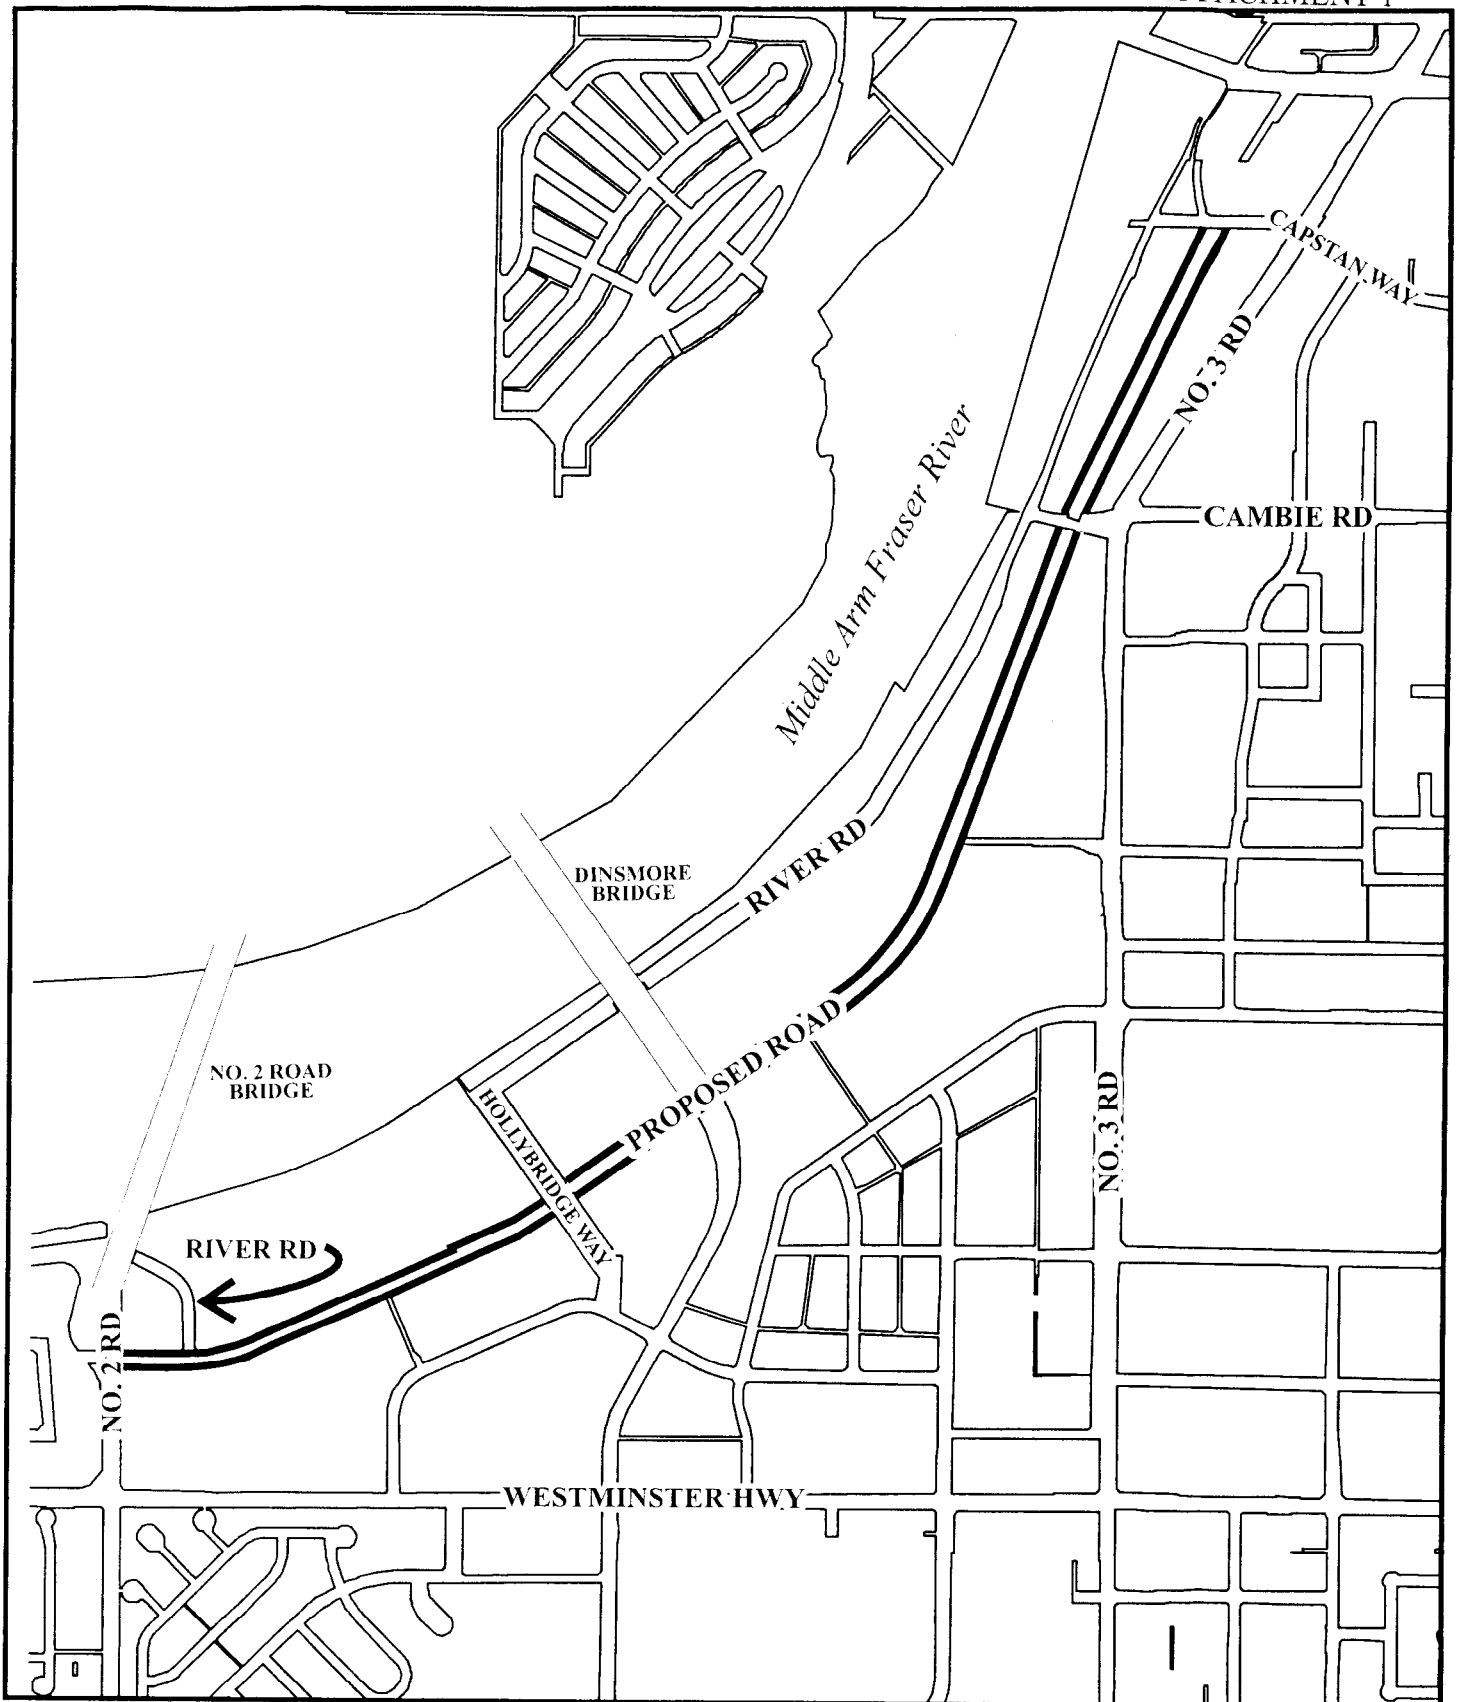 CAPSTAN WAY
NO. 3 RD
CAMBIE RD
Middle Arm Fraser River
RIVER RD
DINSMORE
BRIDGE
PROPOSED ROAD
NO. 2 ROAD
BRIDGE
HOLLYBRIDGE WAY
NO. 3 RD
RIVER RD
NO. 2 RD
WESTMINSTER HWY